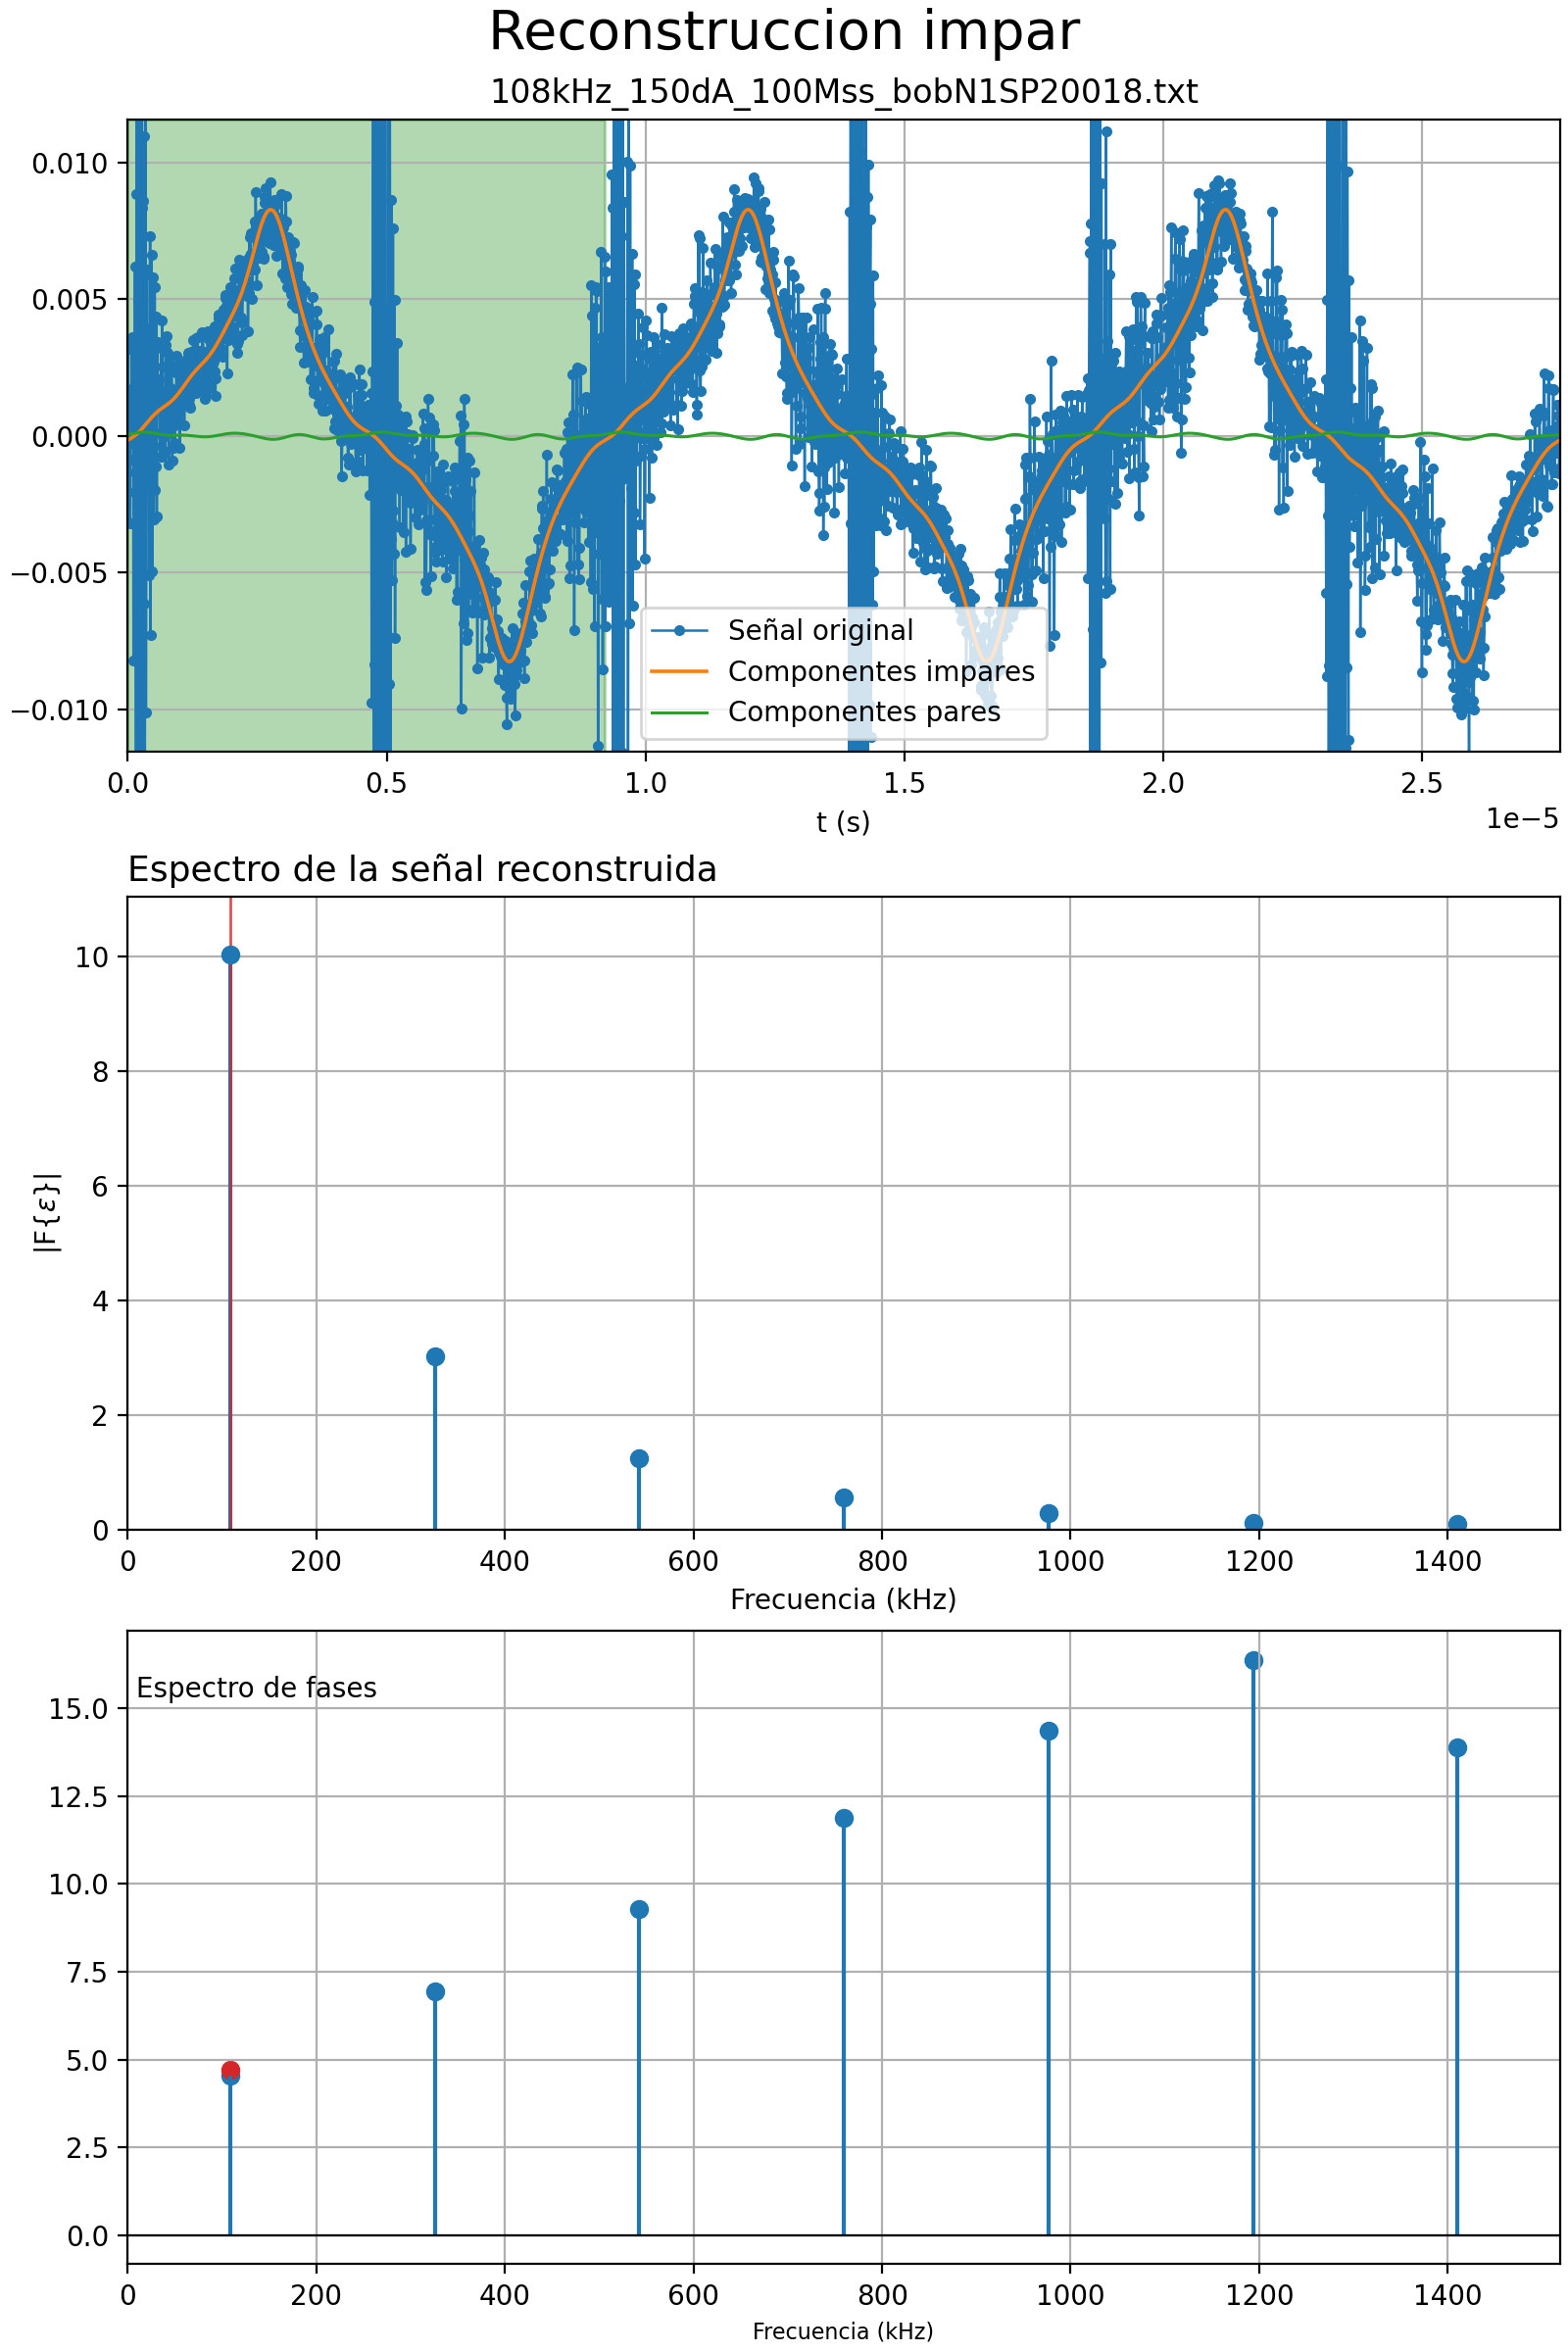 Reconstruccion impar
108kHz_150dA_100Mss_bobN1SP20018.txt
0.010
0.005
0.000
−0.005
−0.010
Señal original
Componentes impares
Componentes pares
0.0 0.5 1.0 1.5 2.0 2.5
1e−5
t (s)
Espectro de la señal reconstruida
10
8
6
4
2
0
|F{ε}|
0 200 400 600 800 1000 1200 1400
Frecuencia (kHz)
Espectro de fases
15.0
12.5
10.0
7.5
5.0
2.5
0.0
0 200 400 600 800 1000 1200 1400
Frecuencia (kHz)